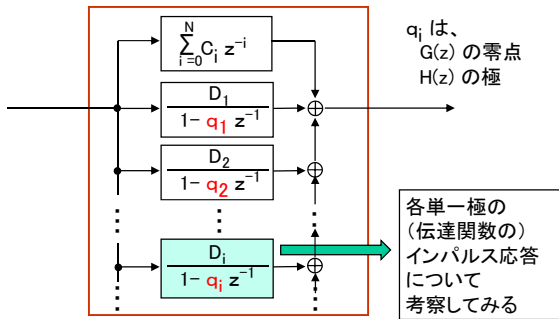 N
∑ C_i z^{-i}
i=0
q_i は、
G(z) の零点
H(z) の極
D_1
1- q_1 z^{-1}
D_2
1- q_2 z^{-1}
D_i
1- q_i z^{-1}
各単一極の
(伝達関数の)
インパルス応答
について
考察してみる